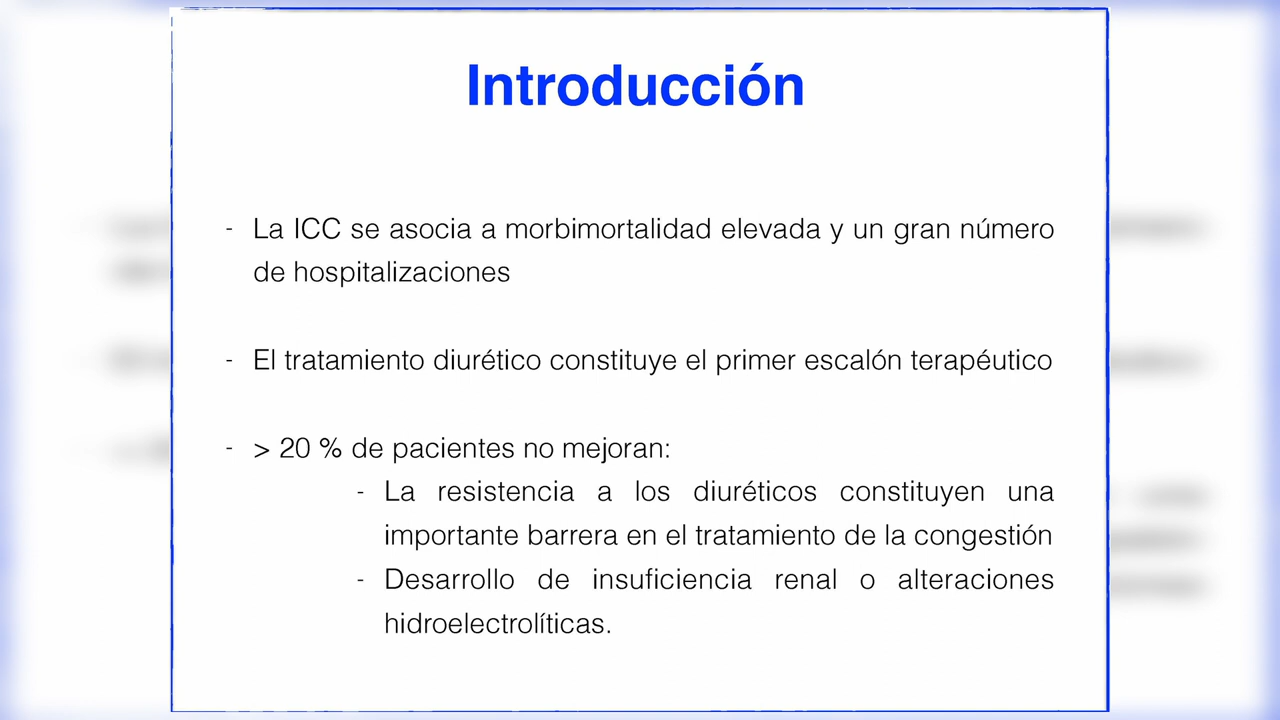 Introducción
- La ICC se asocia a morbimortalidad elevada y un gran número
de hospitalizaciones
- El tratamiento diurético constituye el primer escalón terapéutico
- > 20 % de pacientes no mejoran:
- La resistencia a los diuréticos constituyen una
importante barrera en el tratamiento de la congestión
- Desarrollo de insuficiencia renal o alteraciones
hidroelectrolíticas.